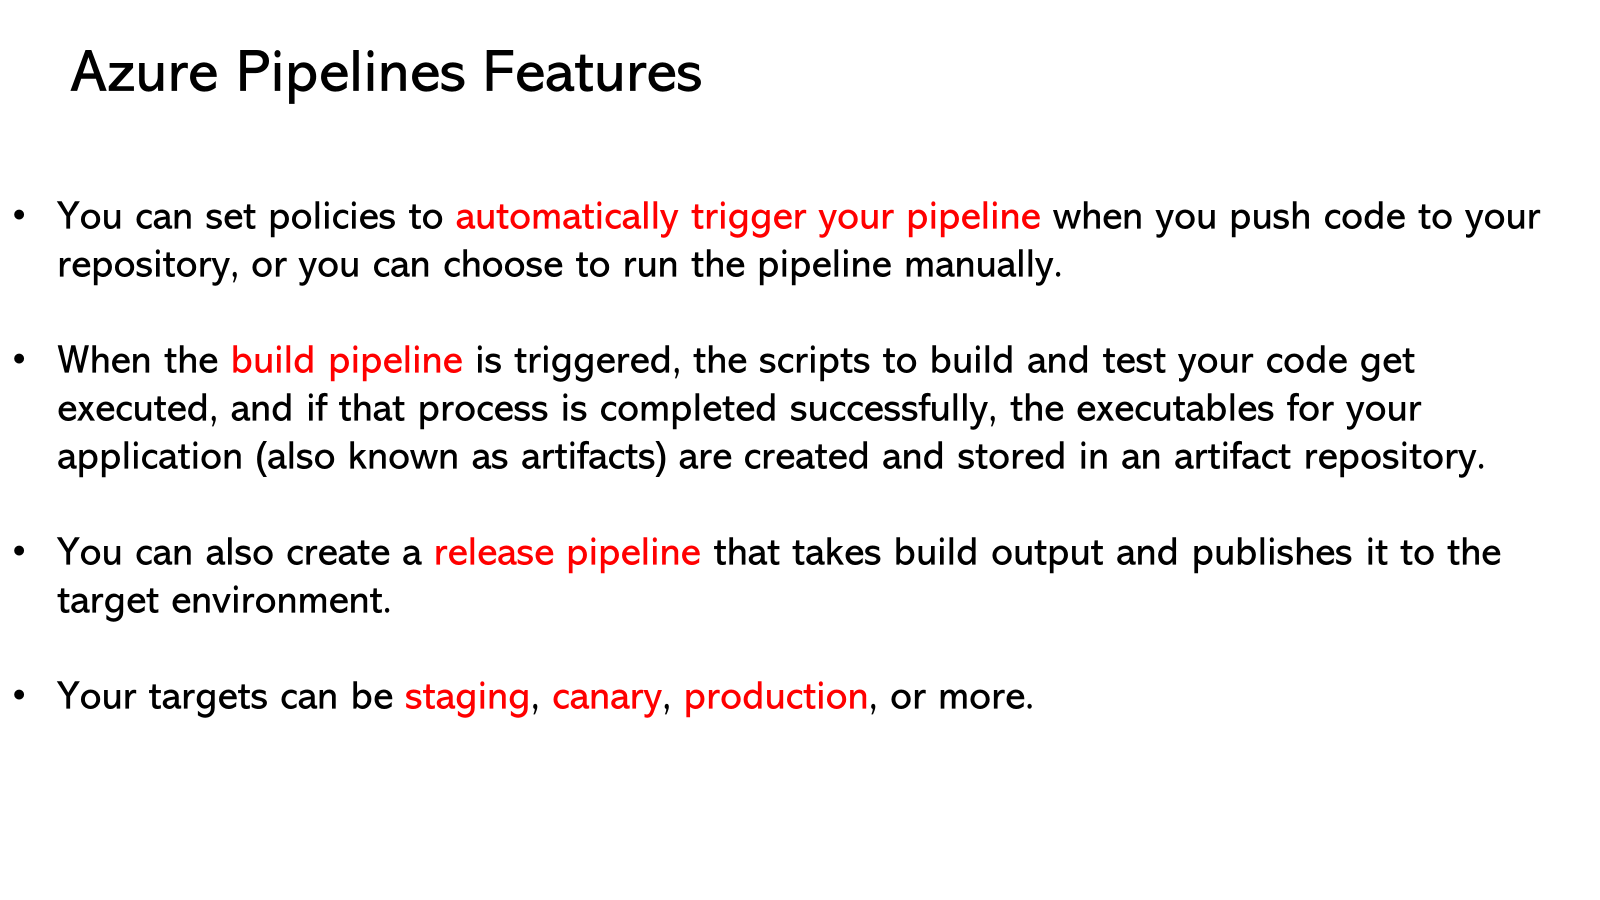 Azure Pipelines Features
• You can set policies to automatically trigger your pipeline when you push code to your
repository, or you can choose to run the pipeline manually.
• When the build pipeline is triggered, the scripts to build and test your code get
executed, and if that process is completed successfully, the executables for your
application (also known as artifacts) are created and stored in an artifact repository.
• You can also create a release pipeline that takes build output and publishes it to the
target environment.
• Your targets can be staging, canary, production, or more.